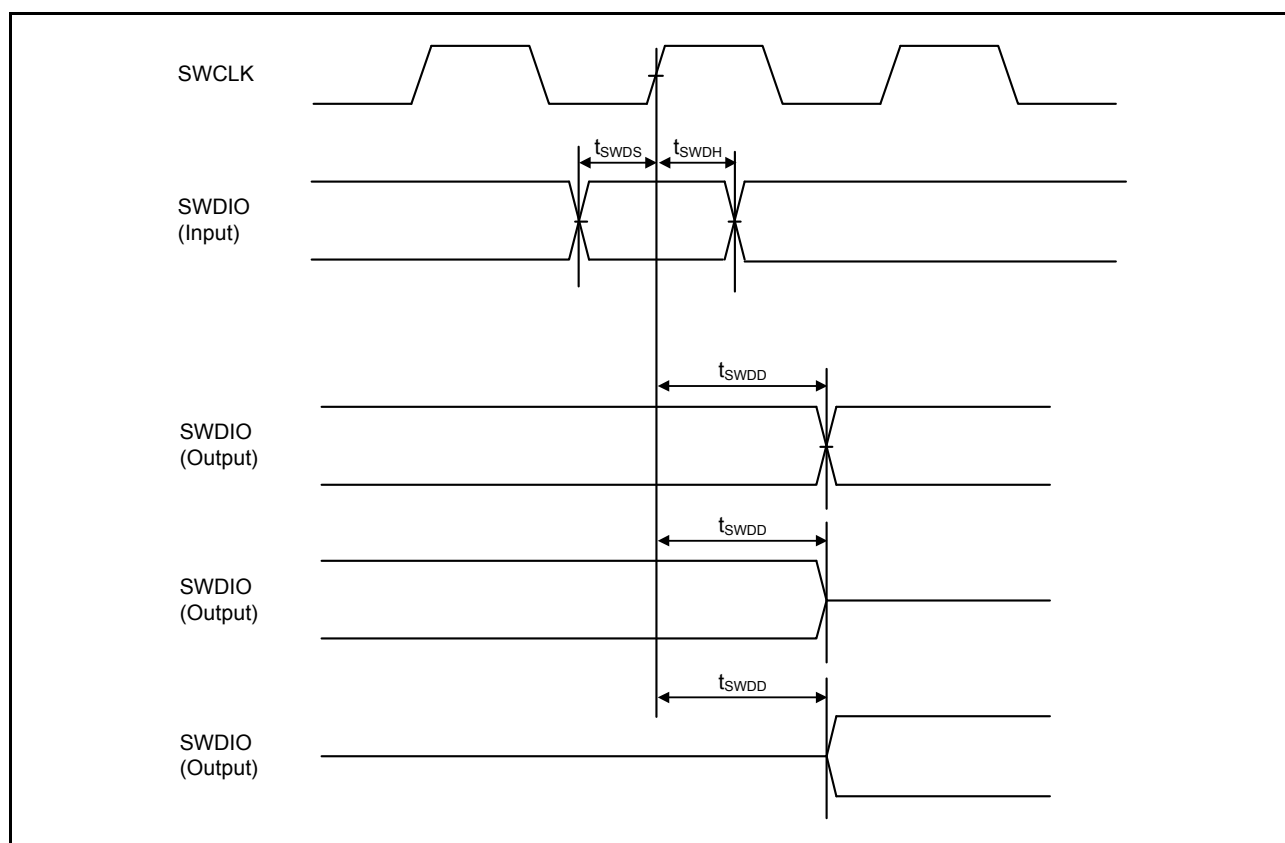 SWCLK
tSWDS
tSWDH
SWDIO
(Input)
tSWDD
SWDIO
(Output)
tSWDD
SWDIO
(Output)
tSWDD
SWDIO
(Output)